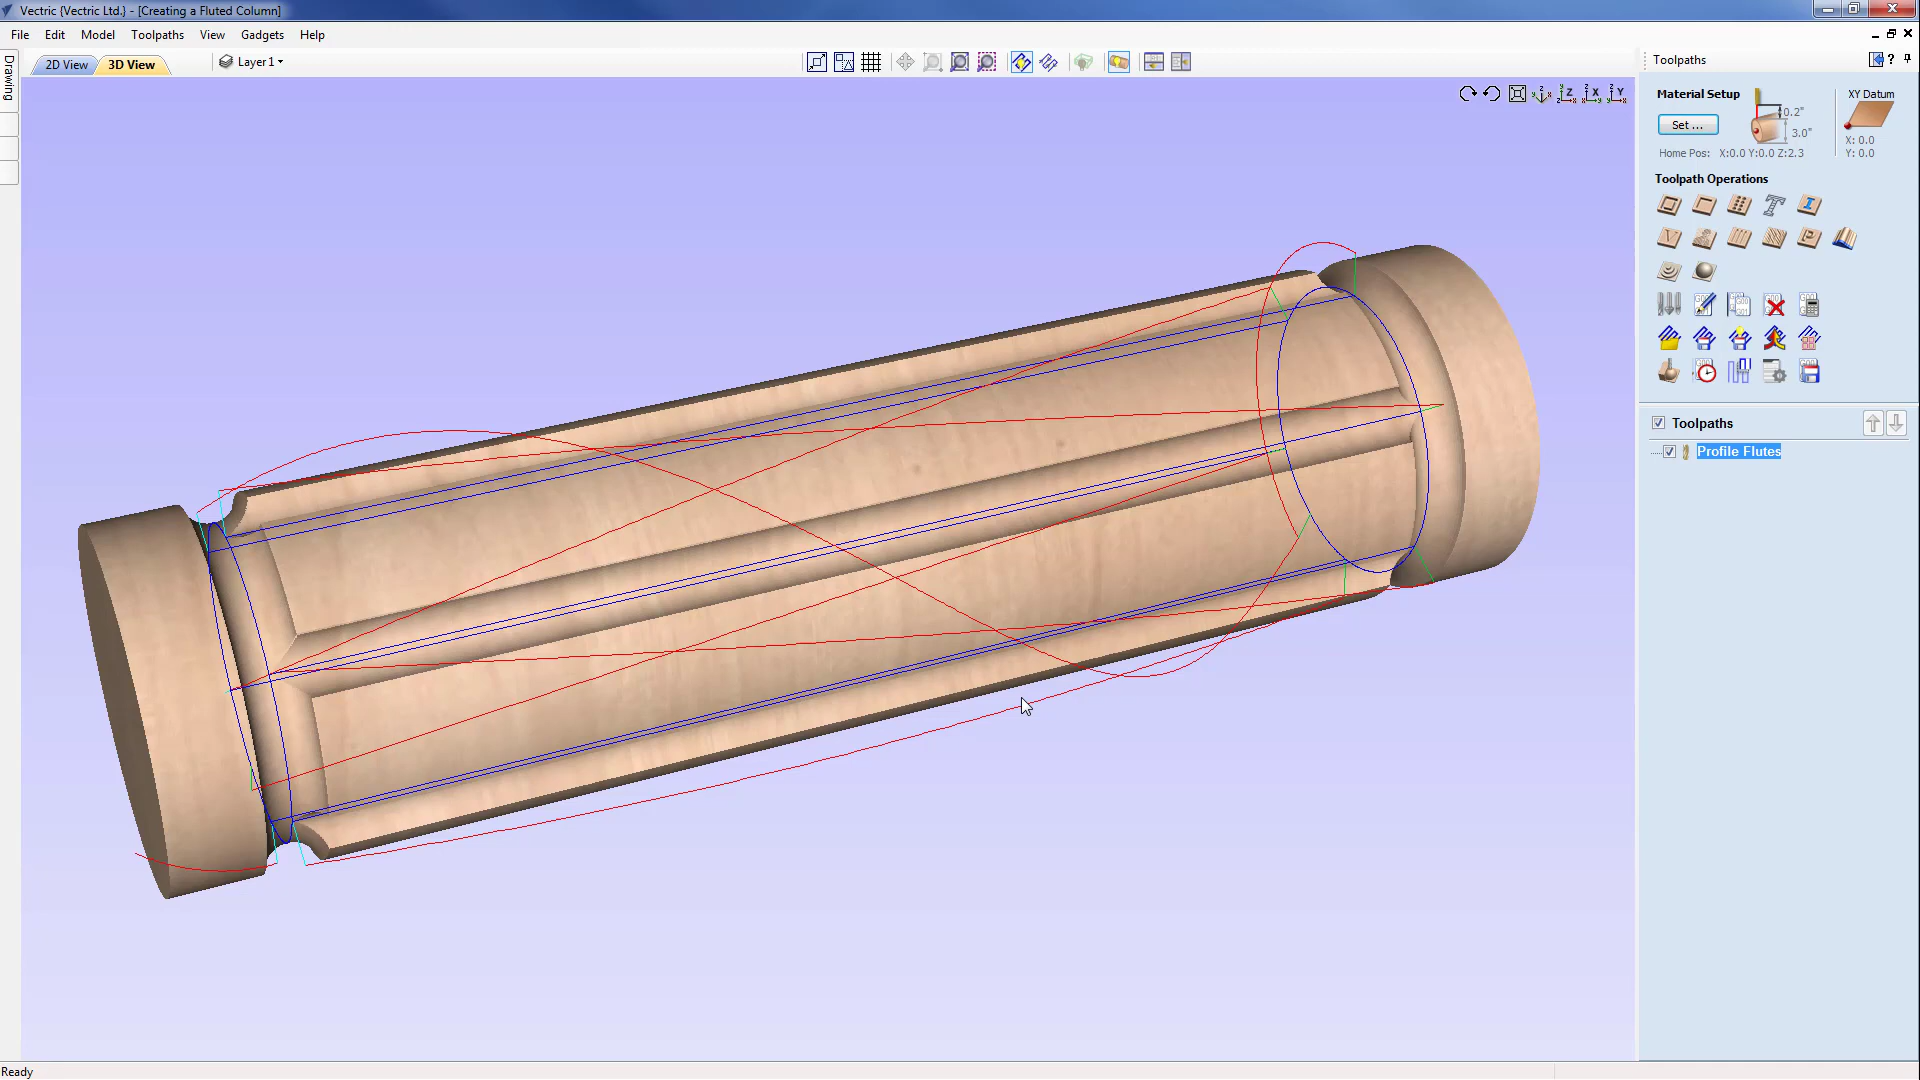 Vectric {Vectric Ltd.} - [Creating a Fluted Column]
File Edit Model Toolpaths View Gadgets Help
Drawing
2D View 3D View Layer 1
Toolpaths
Material Setup
XY Datum
Set ...
0.2"
3.0"
X: 0.0
Y: 0.0
Home Pos: X:0.0 Y:0.0 Z:2.3
Toolpath Operations
Toolpaths
Profile Flutes
Ready